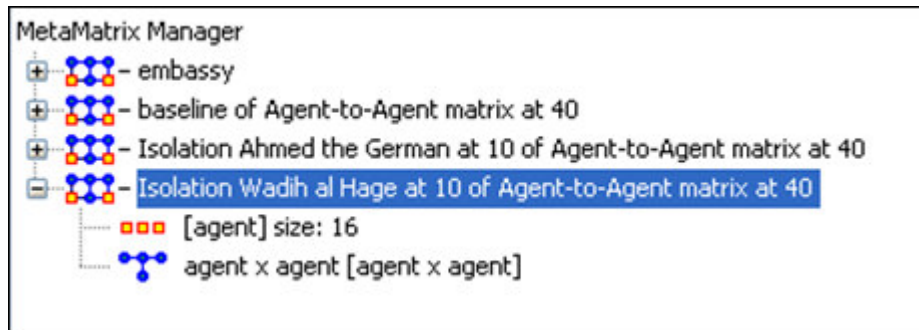 MetaMatrix Manager
– embassy
– baseline of Agent-to-Agent matrix at 40
– Isolation Ahmed the German at 10 of Agent-to-Agent matrix at 40
– Isolation Wadih al Hage at 10 of Agent-to-Agent matrix at 40
[agent] size: 16
agent x agent [agent x agent]